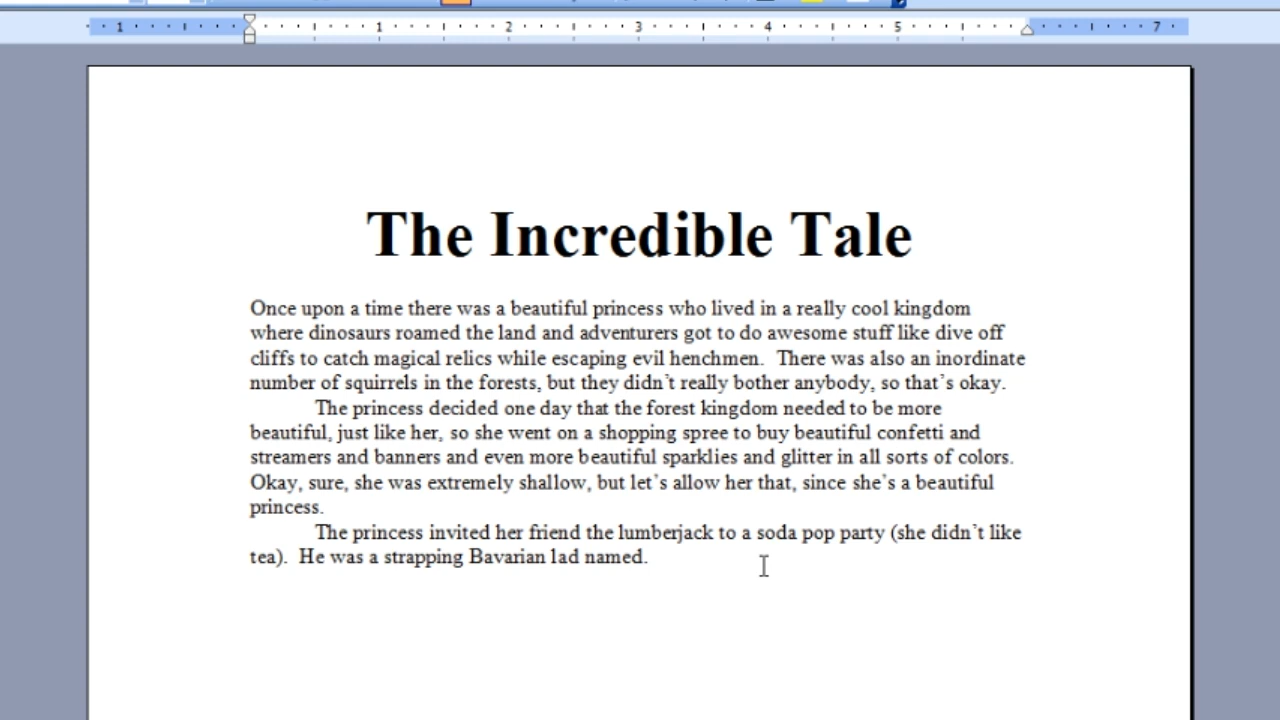 1 1 2 3 4 5 7
The Incredible Tale
Once upon a time there was a beautiful princess who lived in a really cool kingdom
where dinosaurs roamed the land and adventurers got to do awesome stuff like dive off
cliffs to catch magical relics while escaping evil henchmen.  There was also an inordinate
number of squirrels in the forests, but they didn’t really bother anybody, so that’s okay.
The princess decided one day that the forest kingdom needed to be more
beautiful, just like her, so she went on a shopping spree to buy beautiful confetti and
streamers and banners and even more beautiful sparklies and glitter in all sorts of colors.
Okay, sure, she was extremely shallow, but let’s allow her that, since she’s a beautiful
princess.
The princess invited her friend the lumberjack to a soda pop party (she didn’t like
tea).  He was a strapping Bavarian lad named.